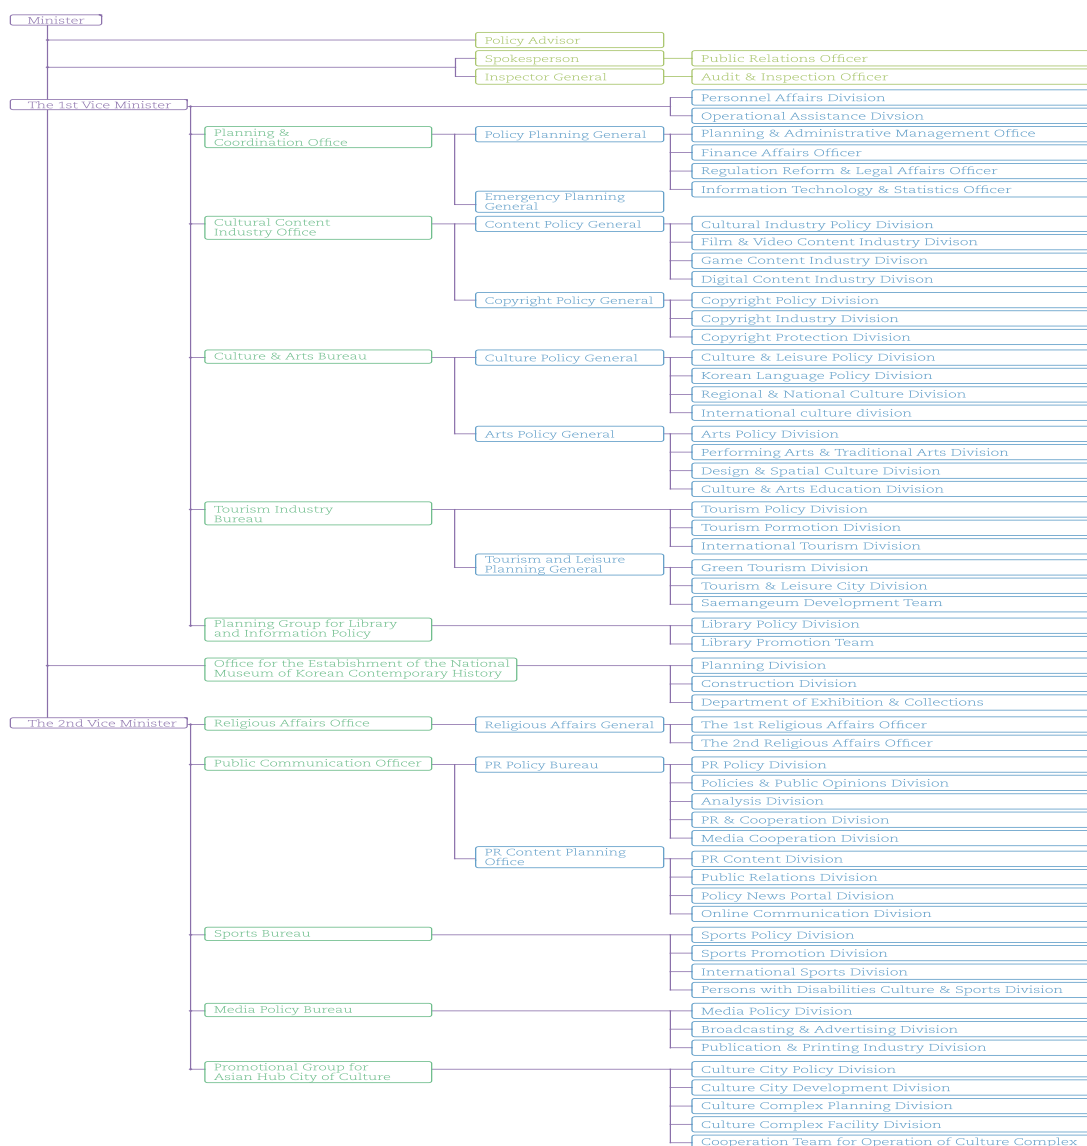 Minister
Policy Advisor
Spokesperson
Public Relations Officer
Inspector General
Audit & Inspection Officer
The 1st Vice Minister
Personnel Affairs Division
Operational Assistance Divsion
Planning &
Coordination Office
Policy Planning General
Planning & Administrative Management Office
Finance Affairs Officer
Regulation Reform & Legal Affairs Officer
Information Technology & Statistics Officer
Emergency Planning
General
Cultural Content
Industry Office
Content Policy General
Cultural Industry Policy Division
Film & Video Content Industry Divison
Game Content Industry Divison
Digital Content Industry Divison
Copyright Policy General
Copyright Policy Division
Copyright Industry Division
Copyright Protection Division
Culture & Arts Bureau
Culture Policy General
Culture & Leisure Policy Division
Korean Language Policy Division
Regional & National Culture Division
International culture division
Arts Policy General
Arts Policy Division
Performing Arts & Traditional Arts Division
Design & Spatial Culture Division
Culture & Arts Education Division
Tourism Industry
Bureau
Tourism Policy Division
Tourism Pormotion Division
International Tourism Division
Tourism and Leisure
Planning General
Green Tourism Division
Tourism & Leisure City Division
Saemangeum Development Team
Planning Group for Library
and Information Policy
Library Policy Division
Library Promotion Team
Office for the Estabishment of the National
Museum of Korean Contemporary History
Planning Division
Construction Division
Department of Exhibition & Collections
The 2nd Vice Minister
Religious Affairs Office
Religious Affairs General
The 1st Religious Affairs Officer
The 2nd Religious Affairs Officer
Public Communication Officer
PR Policy Bureau
PR Policy Division
Policies & Public Opinions Division
Analysis Division
PR & Cooperation Division
Media Cooperation Division
PR Content Planning
Office
PR Content Division
Public Relations Division
Policy News Portal Division
Online Communication Division
Sports Bureau
Sports Policy Division
Sports Promotion Division
International Sports Division
Persons with Disabilities Culture & Sports Division
Media Policy Bureau
Media Policy Division
Broadcasting & Advertising Division
Publication & Printing Industry Division
Promotional Group for
Asian Hub City of Culture
Culture City Policy Division
Culture City Development Division
Culture Complex Planning Division
Culture Complex Facility Division
Cooperation Team for Operation of Culture Complex